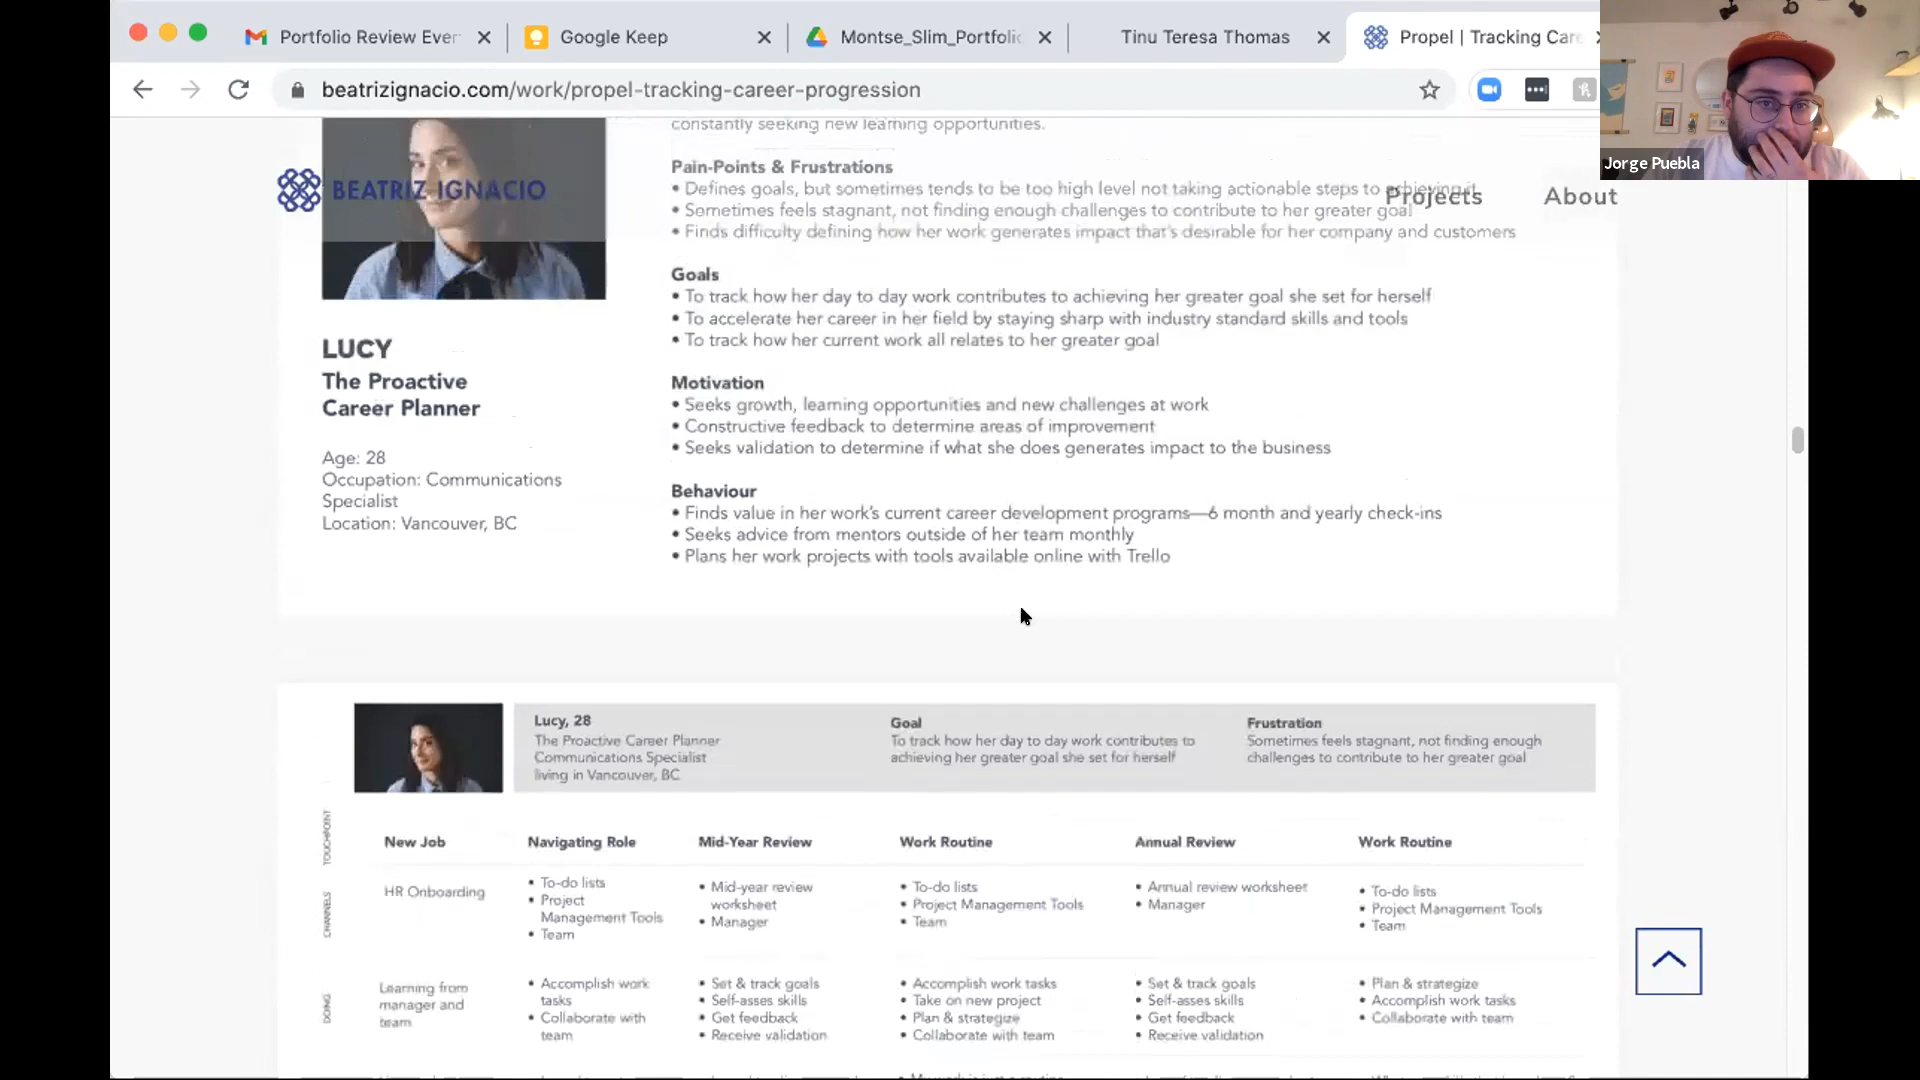 Portfolio Review Ever
Google Keep
Montse_Slim_Portfolio
Tinu Teresa Thomas
Propel | Tracking Care
beatrizignacio.com/work/propel-tracking-career-progression
Jorge Puebla
BEATRIZ IGNACIO
Projects
About
constantly seeking new learning opportunities.
Pain-Points & Frustrations
• Defines goals, but sometimes tends to be too high level not taking actionable steps to achieving it
• Sometimes feels stagnant, not finding enough challenges to contribute to her greater goal
• Finds difficulty defining how her work generates impact that's desirable for her company and customers
Goals
• To track how her day to day work contributes to achieving her greater goal she set for herself
• To accelerate her career in her field by staying sharp with industry standard skills and tools
• To track how her current work all relates to her greater goal
Motivation
• Seeks growth, learning opportunities and new challenges at work
• Constructive feedback to determine areas of improvement
• Seeks validation to determine if what she does generates impact to the business
Behaviour
• Finds value in her work's current career development programs—6 month and yearly check-ins
• Seeks advice from mentors outside of her team monthly
• Plans her work projects with tools available online with Trello
LUCY
The Proactive
Career Planner
Age: 28
Occupation: Communications
Specialist
Location: Vancouver, BC
Lucy, 28
The Proactive Career Planner
Communications Specialist
living in Vancouver, BC
Goal
To track how her day to day work contributes to
achieving her greater goal she set for herself
Frustration
Sometimes feels stagnant, not finding enough
challenges to contribute to her greater goal
TOUCHPOINT
New Job
Navigating Role
Mid-Year Review
Work Routine
Annual Review
Work Routine
CHANNELS
HR Onboarding
• To-do lists
• Project
Management Tools
• Team
• Mid-year review
worksheet
• Manager
• To-do lists
• Project Management Tools
• Team
• Annual review worksheet
• Manager
• To-do lists
• Project Management Tools
• Team
DOING
Learning from
manager and
team
• Accomplish work
tasks
• Collaborate with
team
• Set & track goals
• Self-asses skills
• Get feedback
• Receive validation
• Accomplish work tasks
• Take on new project
• Plan & strategize
• Collaborate with team
• Set & track goals
• Self-asses skills
• Get feedback
• Receive validation
• Plan & strategize
• Accomplish work tasks
• Collaborate with team